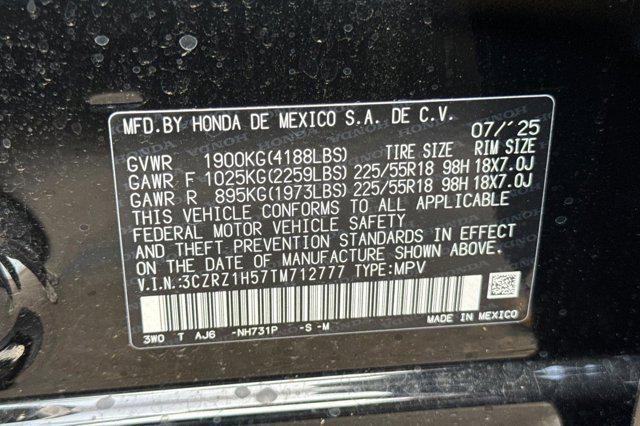 MFD.BY HONDA DE MEXICO S.A. DE C.V. 07/'25
GVWR 1900KG(4188LBS) TIRE SIZE RIM SIZE
GAWR F 1025KG(2259LBS) 225/55R18 98H 18X7.0J
GAWR R 895KG(1973LBS) 225/55R18 98H 18X7.0J
THIS VEHICLE CONFORMS TO ALL APPLICABLE
FEDERAL MOTOR VEHICLE SAFETY
AND THEFT PREVENTION STANDARDS IN EFFECT
ON THE DATE OF MANUFACTURE SHOWN ABOVE.
V.I.N.:3CZRZ1H57TM712777 TYPE:MPV
3W0 T AJ6 -NH731P -S -M MADE IN MEXICO